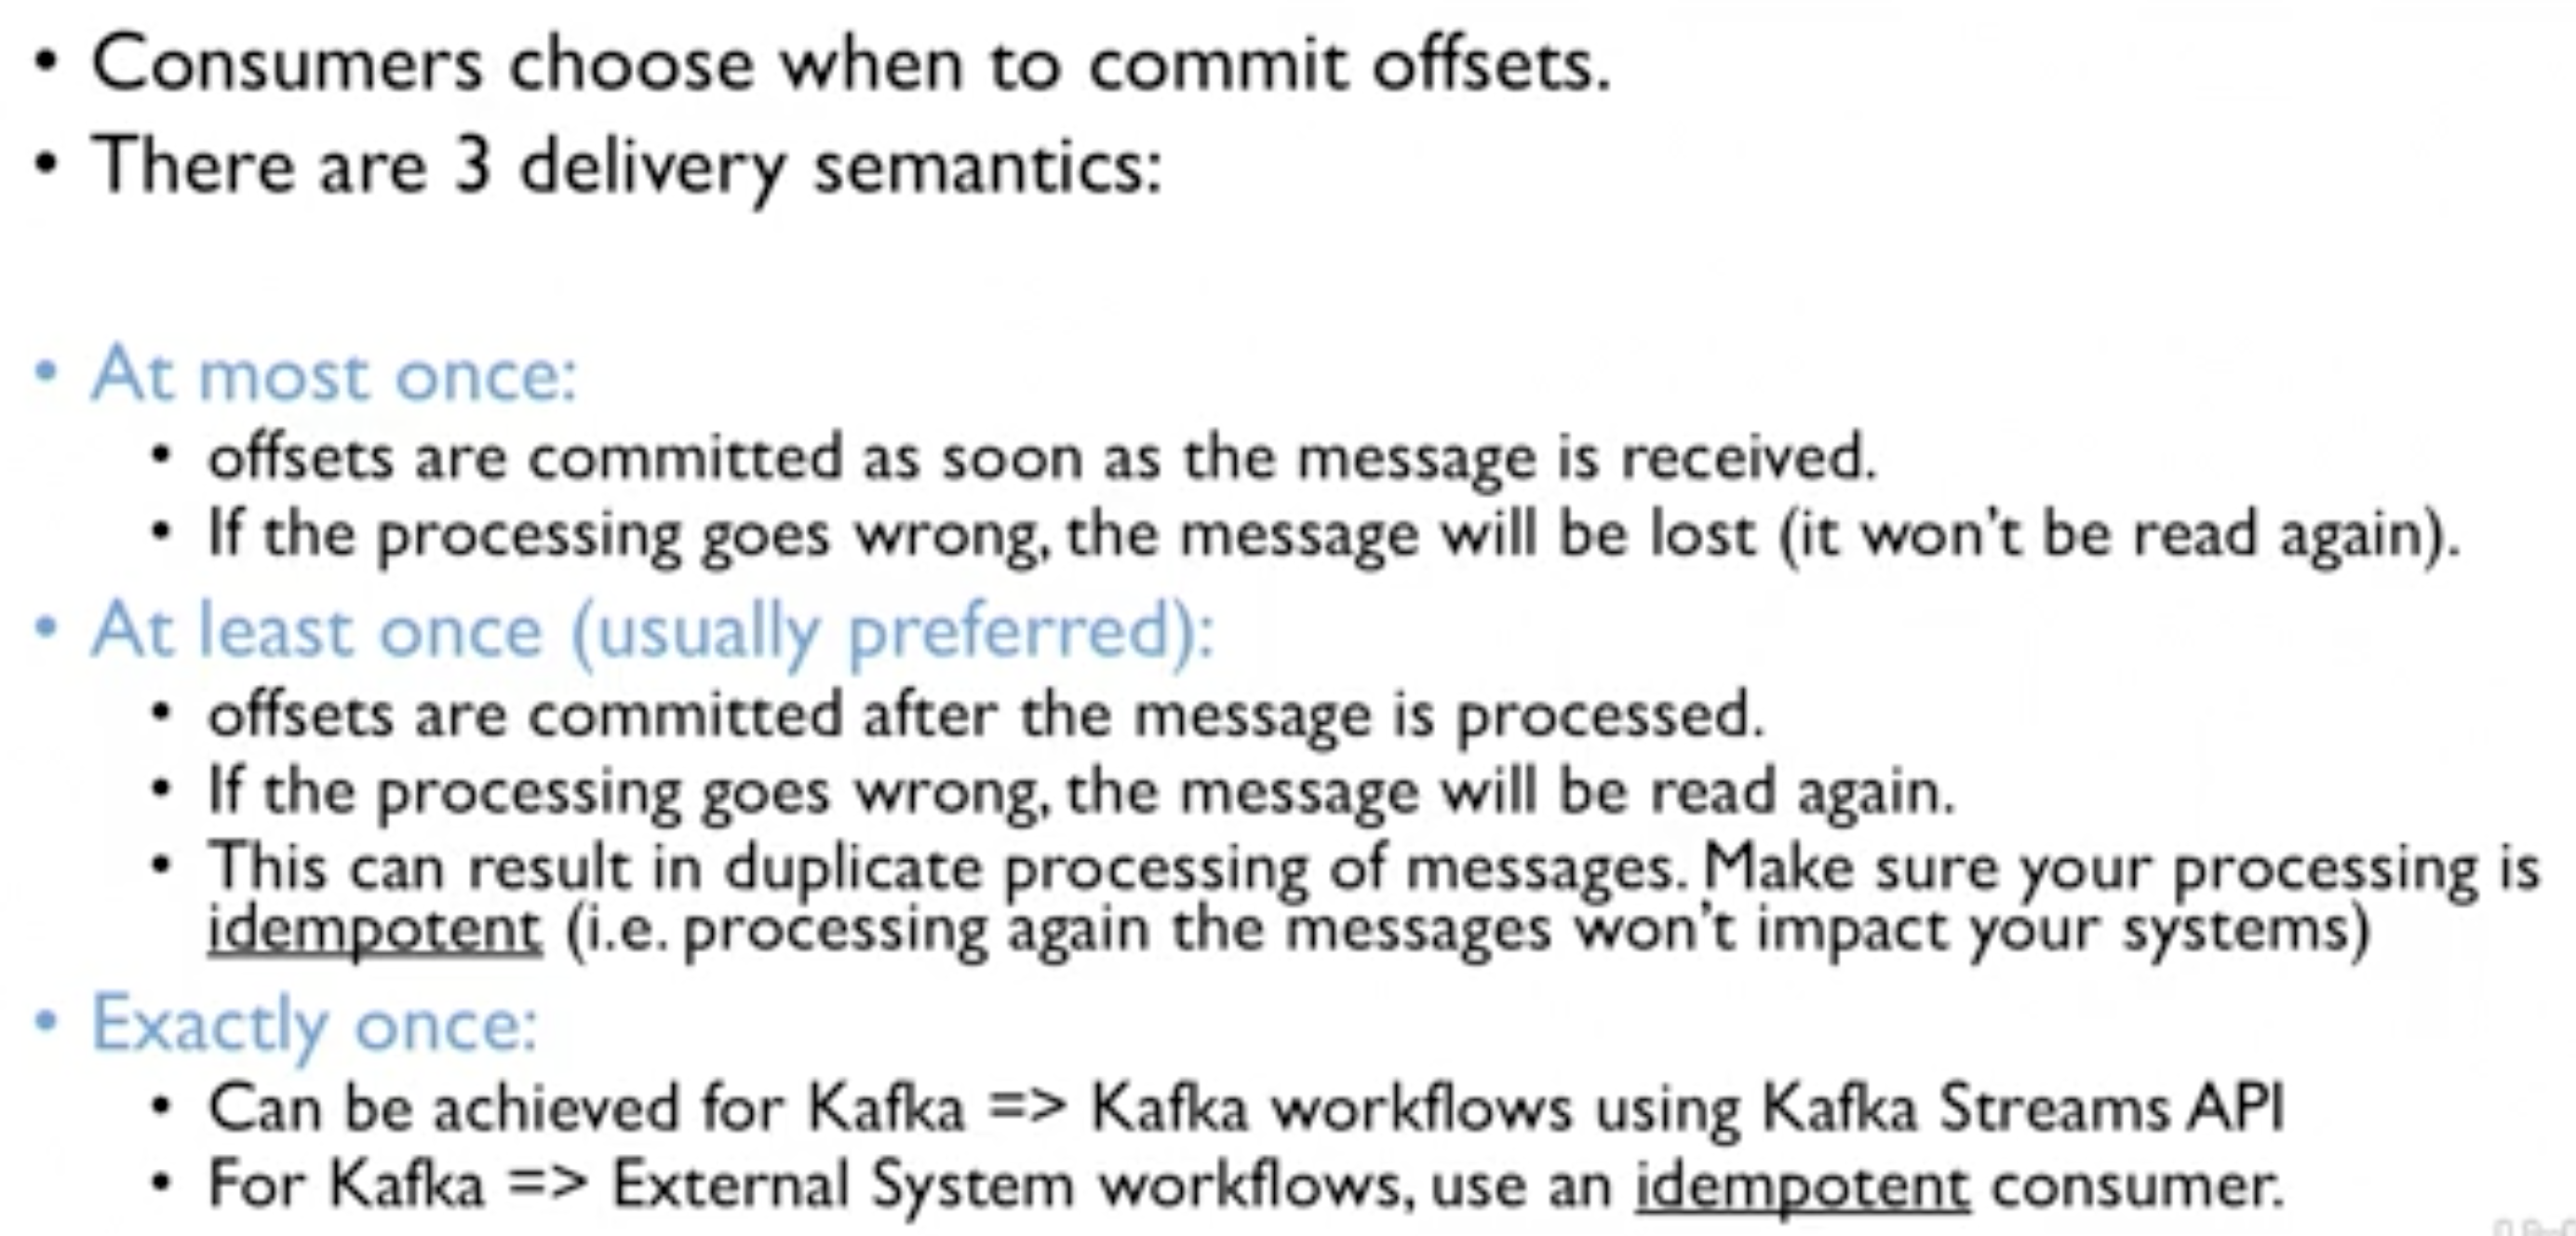 • Consumers choose when to commit offsets.
• There are 3 delivery semantics:
• At most once:
• offsets are committed as soon as the message is received.
• If the processing goes wrong, the message will be lost (it won't be read again).
• At least once (usually preferred):
• offsets are committed after the message is processed.
• If the processing goes wrong, the message will be read again.
• This can result in duplicate processing of messages. Make sure your processing is
idempotent (i.e. processing again the messages won't impact your systems)
• Exactly once:
• Can be achieved for Kafka => Kafka workflows using Kafka Streams API
• For Kafka => External System workflows, use an idempotent consumer.